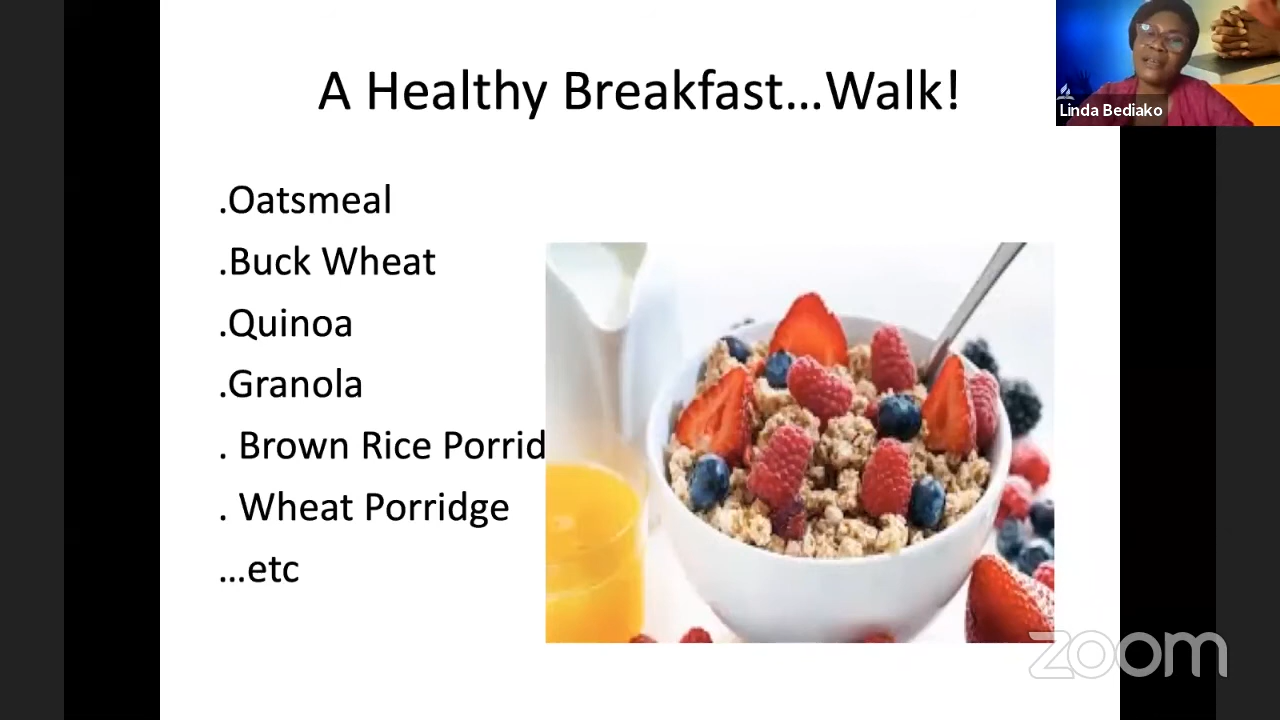 A Healthy Breakfast...Walk!
Linda Bediako
.Oatsmeal
.Buck Wheat
.Quinoa
.Granola
. Brown Rice Porrid
. Wheat Porridge
...etc
zoom